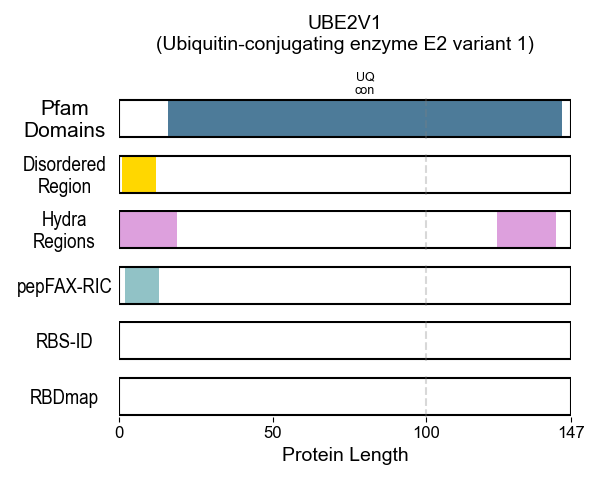 UBE2V1
(Ubiquitin-conjugating enzyme E2 variant 1)
UQ
con
Pfam
Domains
Disordered
Region
Hydra
Regions
pepFAX-RIC
RBS-ID
RBDmap
0 50 100 147
Protein Length